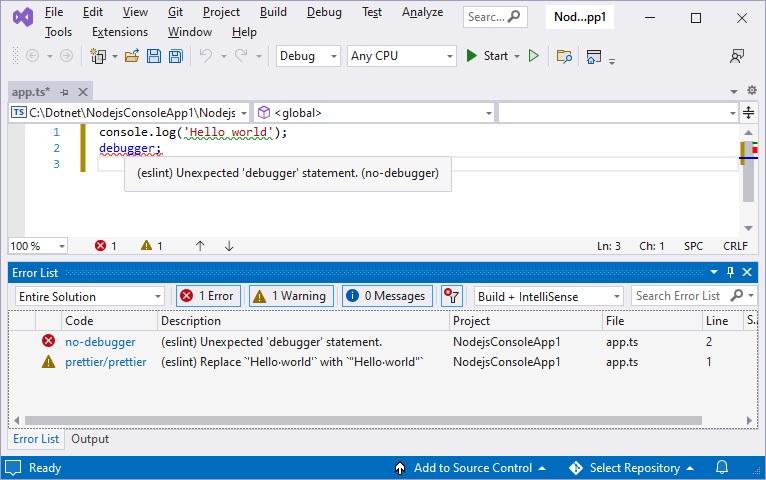 File Edit View Git Project Build Debug Test Analyze
Searc... Nod...pp1
Tools Extensions Window Help
Debug Any CPU Start
app.ts*
TS C:\Dotnet\NodejsConsoleApp1\Nodejs <global>
1 console.log('Hello world');
2 debugger;
3
(eslint) Unexpected 'debugger' statement. (no-debugger)
100 % 1 1 Ln: 3 Ch: 1 SPC CRLF
Error List
Entire Solution 1 Error 1 Warning 0 Messages Build + IntelliSense Search Error List
Code Description Project File Line S..
no-debugger (eslint) Unexpected 'debugger' statement. NodejsConsoleApp1 app.ts 2
prettier/prettier (eslint) Replace `'Hello·world'` with `"Hello·world"` NodejsConsoleApp1 app.ts 1
Error List Output
Ready Add to Source Control Select Repository